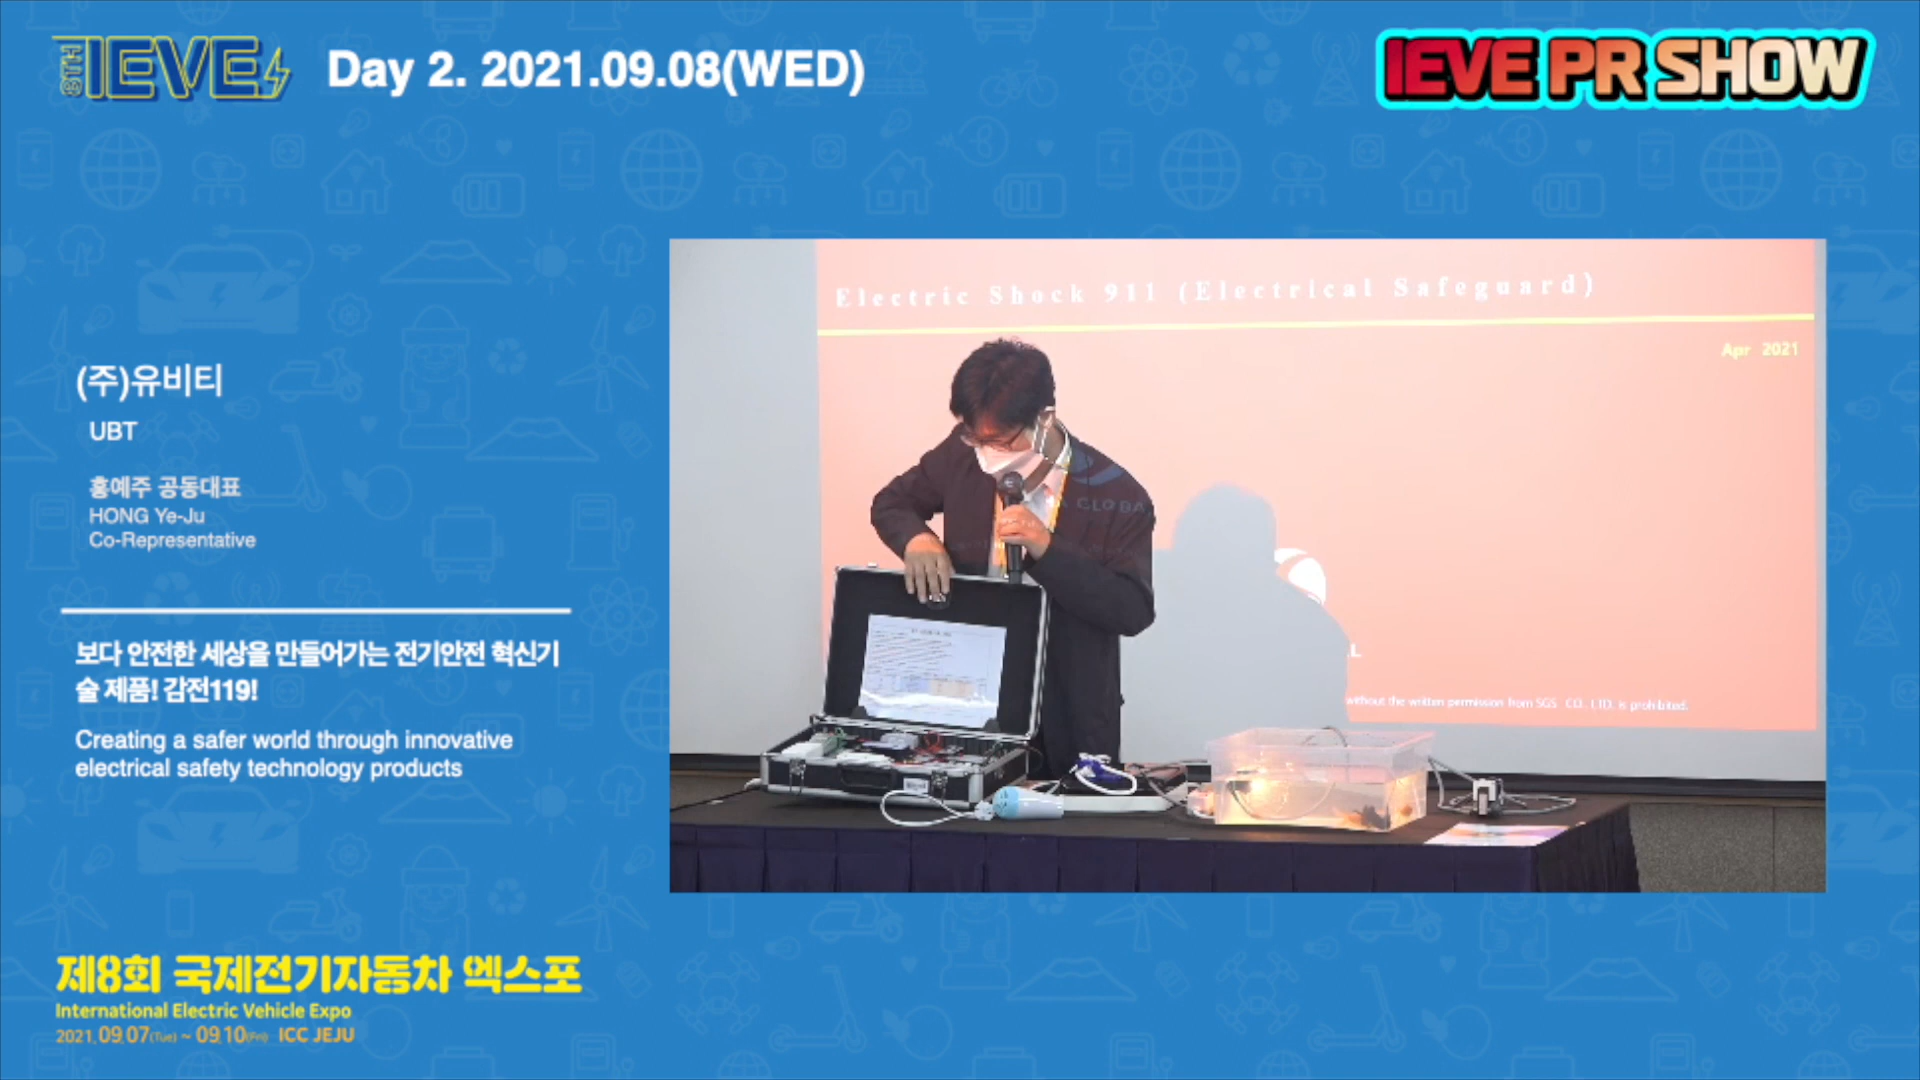 8TH IEVE
Day 2. 2021.09.08(WED)
IEVE PR SHOW
(주)유비티
UBT
홍예주 공동대표
HONG Ye-Ju
Co-Representative
보다 안전한 세상을 만들어가는 전기안전 혁신기
술 제품! 감전119!
Creating a safer world through innovative
electrical safety technology products
Electric Shock 911 (Electrical Safeguard)
Apr 2021
without the written permission from SGS CO. LTD. is prohibited.
제8회 국제전기자동차 엑스포
International Electric Vehicle Expo
2021. 09.07(Tue) ~ 09.10(Fri) ICC JEJU